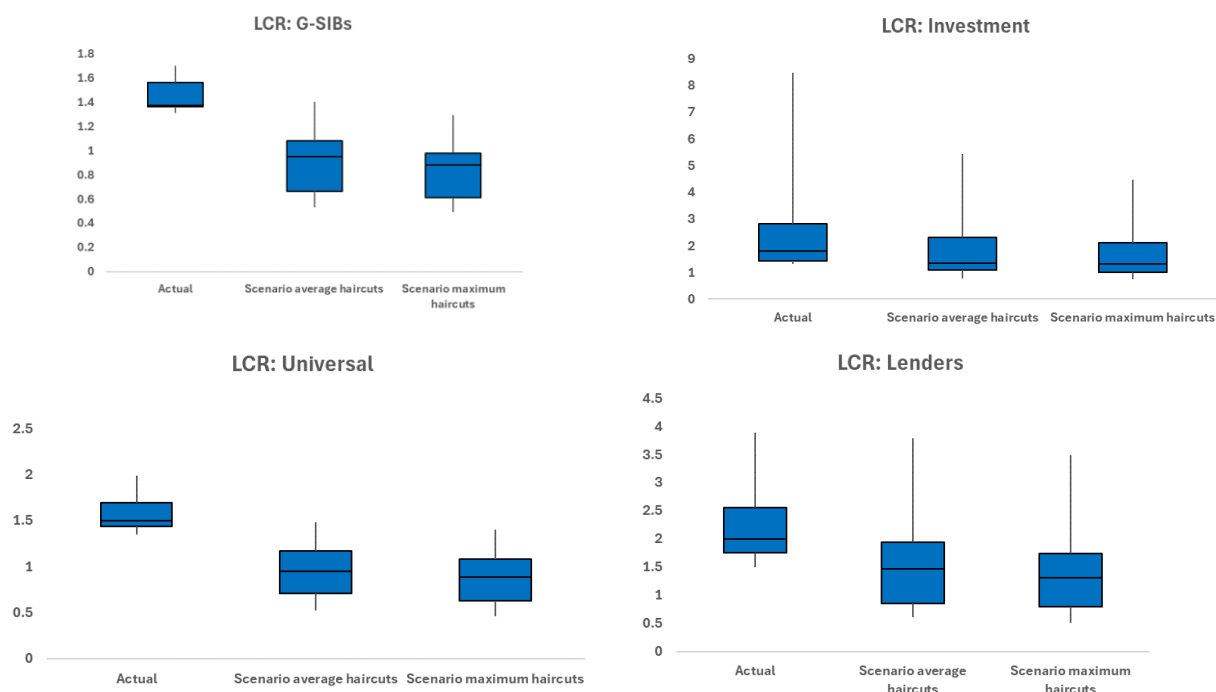 LCR: G-SIBs
1.8
1.6
1.4
1.2
1
0.8
0.6
0.4
0.2
0
Actual
Scenario average haircuts
Scenario maximum
haircuts
LCR: Investment
9
8
7
6
5
4
3
2
1
0
Actual
Scenario average haircuts
Scenario maximum haircuts
LCR: Universal
2.5
2
1.5
1
0.5
0
Actual
Scenario average haircuts
Scenario maximum haircuts
LCR: Lenders
4.5
4
3.5
3
2.5
2
1.5
1
0.5
0
Actual
Scenario average
haircuts
Scenario maximum
haircuts